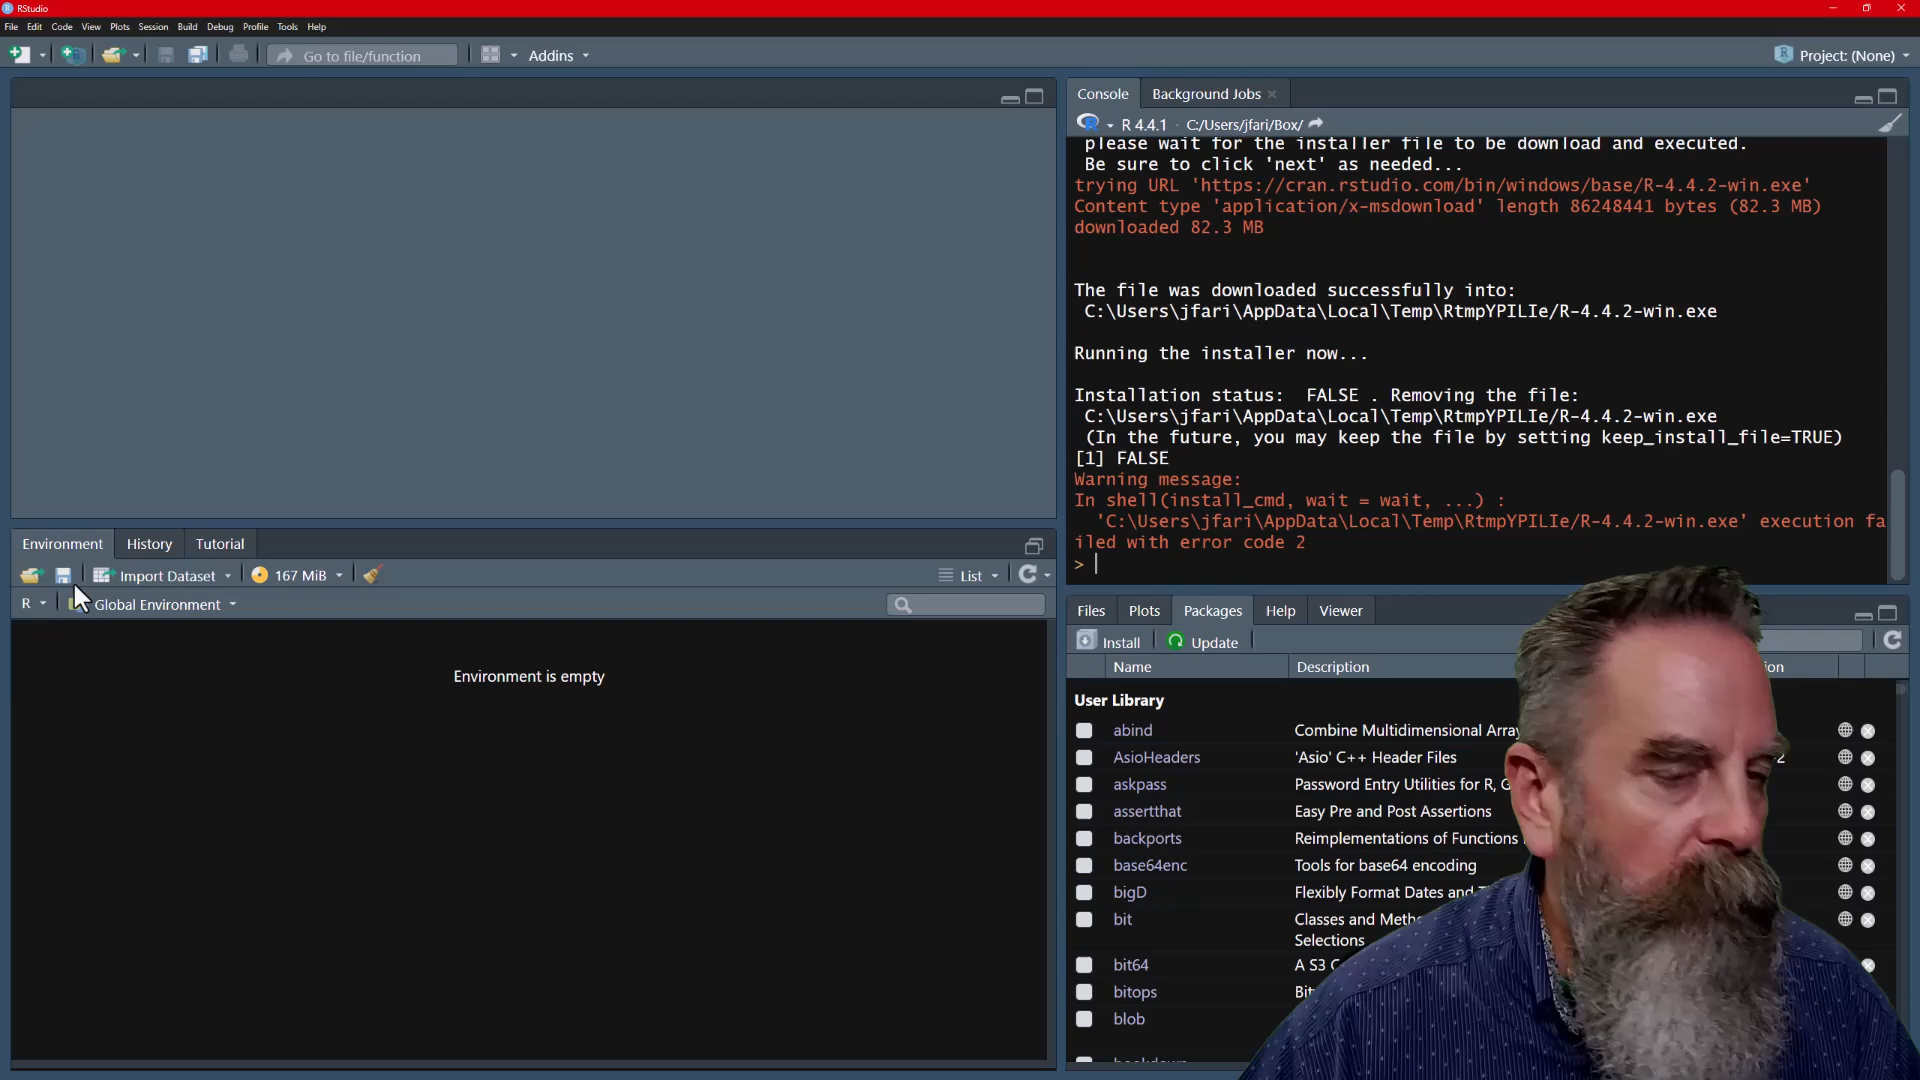 RStudio
File Edit Code View Plots Session Build Debug Profile Tools Help
Go to file/function
Addins
Project: (None)
Console Background Jobs
R 4.4.1 · C:/Users/jfari/Box/
please wait for the installer file to be download and executed.
Be sure to click 'next' as needed...
trying URL 'https://cran.rstudio.com/bin/windows/base/R-4.4.2-win.exe'
Content type 'application/x-msdownload' length 86248441 bytes (82.3 MB)
downloaded 82.3 MB
The file was downloaded successfully into:
C:\Users\jfari\AppData\Local\Temp\RtmpYPILIe/R-4.4.2-win.exe
Running the installer now...
Installation status: FALSE . Removing the file:
C:\Users\jfari\AppData\Local\Temp\RtmpYPILIe/R-4.4.2-win.exe
(In the future, you may keep the file by setting keep_install_file=TRUE)
[1] FALSE
Warning message:
In shell(install_cmd, wait = wait, ...) :
'C:\Users\jfari\AppData\Local\Temp\RtmpYPILIe/R-4.4.2-win.exe' execution fa
iled with error code 2
>
Environment History Tutorial
Import Dataset 167 MiB List
R Global Environment
Environment is empty
Files Plots Packages Help Viewer
Install Update
Name Description
User Library
abind Combine Multidimensional Array
AsioHeaders 'Asio' C++ Header Files
askpass Password Entry Utilities for R, G
assertthat Easy Pre and Post Assertions
backports Reimplementations of Functions
base64enc Tools for base64 encoding
bigD Flexibly Format Dates and
bit Classes and Meth
Selections
bit64 A S3
bitops Bit
blob